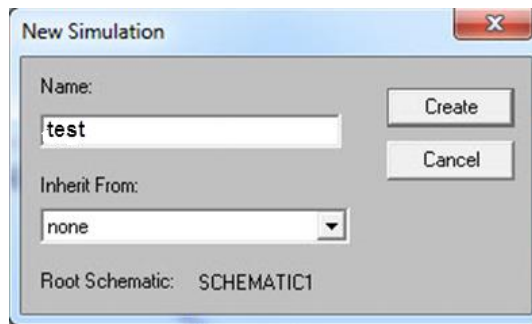 New Simulation
Name:
Create
test
Cancel
Inherit From:
none
Root Schematic: SCHEMATIC1